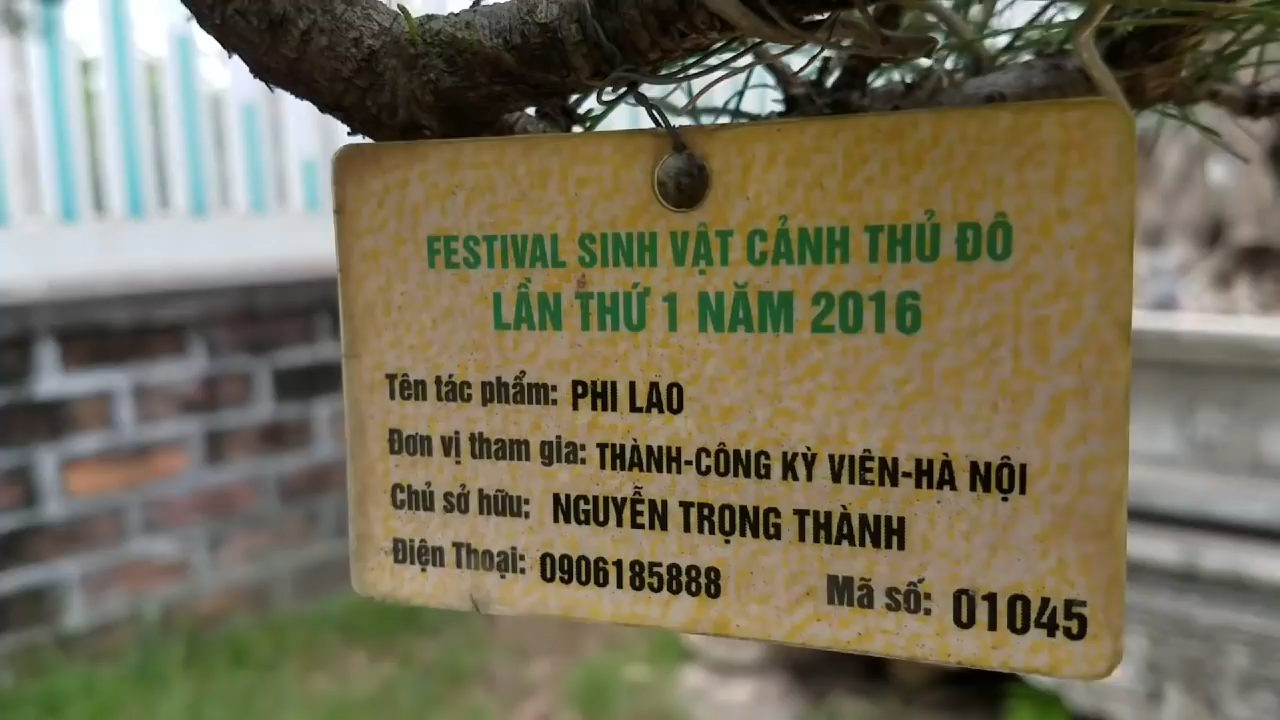 FESTIVAL SINH VẬT CẢNH THỦ ĐÔ
LẦN THỨ 1 NĂM 2016
Tên tác phẩm: PHI LAO
Đơn vị tham gia: THÀNH-CÔNG KỲ VIÊN-HÀ NỘI
Chủ sở hữu: NGUYỄN TRỌNG THÀNH
Điện Thoại: 0906185888 Mã số: 01045